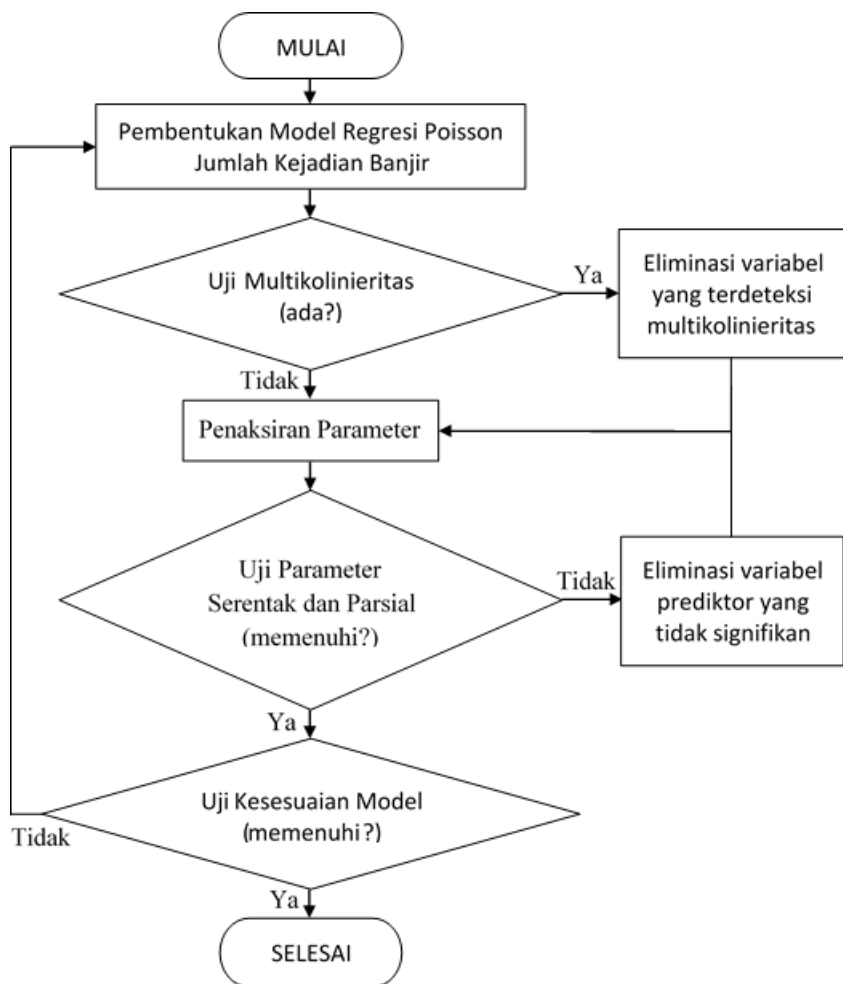 MULAI
Pembentukan Model Regresi Poisson
Jumlah Kejadian Banjir
Uji Multikolinieritas
(ada?)
Ya
Eliminasi variabel
yang terdeteksi
multikolinieritas
Tidak
Penaksiran Parameter
Uji Parameter
Serentak dan Parsial
(memenuhi?)
Tidak
Eliminasi variabel
prediktor yang
tidak signifikan
Ya
Uji Kesesuaian Model
(memenuhi?)
Tidak
Ya
SELESAI